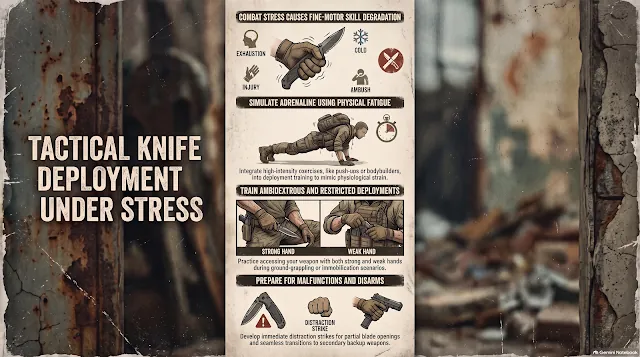 TACTICAL KNIFE
DEPLOYMENT
UNDER STRESS
COMBAT STRESS CAUSES FINE-MOTOR SKILL DEGRADATION
EXHAUSTION
COLD
INJURY
AMBUSH
SIMULATE ADRENALINE USING PHYSICAL FATIGUE
Integrate high-intensity exercises, like push-ups or bodybuilders,
into deployment training to mimic physiological strain.
TRAIN AMBIDEXTROUS AND RESTRICTED DEPLOYMENTS
STRONG HAND
WEAK HAND
Practice accessing your weapon with both strong and weak hands
during ground-grappling or immobilization scenarios.
PREPARE FOR MALFUNCTIONS AND DISARMS
DISTRACTION
STRIKE
Develop immediate distraction strikes for partial blade openings
and seamless transitions to secondary backup weapons.
Gemini Notebook